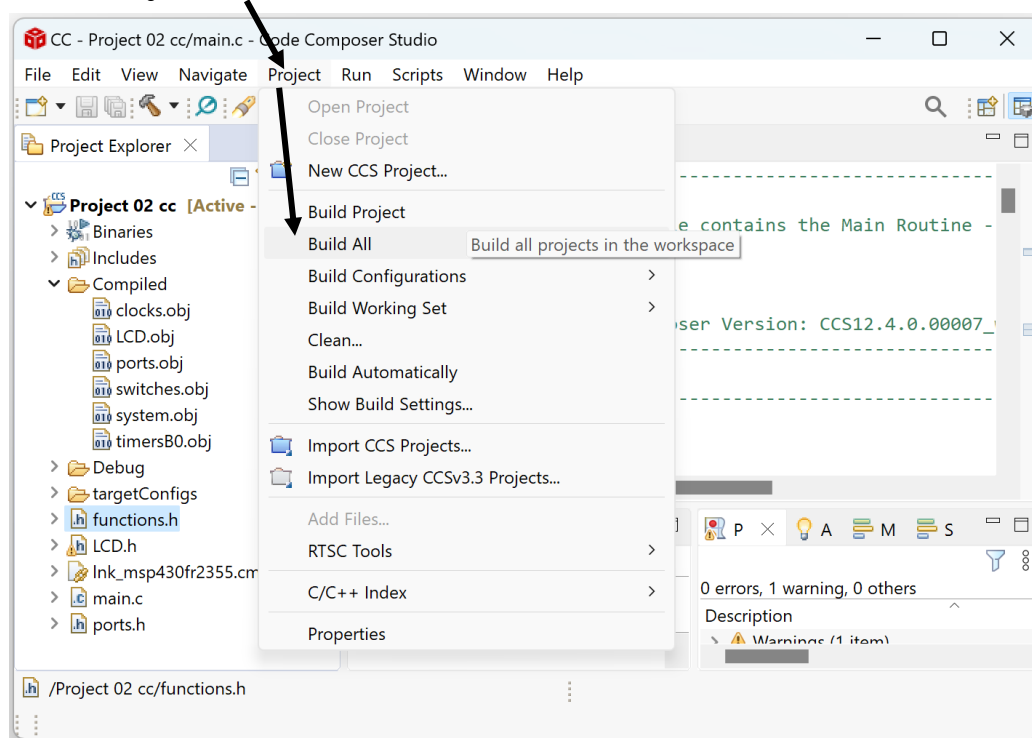 CC - Project 02 cc/main.c - Code Composer Studio
File Edit View Navigate Project Run Scripts Window Help
Project Explorer
Project 02 cc [Active -
Binaries
Includes
Compiled
clocks.obj
LCD.obj
ports.obj
switches.obj
system.obj
timersB0.obj
Debug
targetConfigs
functions.h
LCD.h
lnk_msp430fr2355.cm
main.c
ports.h
Open Project
Close Project
New CCS Project...
Build Project
Build All
Build all projects in the workspace
Build Configurations
Build Working Set
Clean...
Build Automatically
Show Build Settings...
Import CCS Projects...
Import Legacy CCSv3.3 Projects...
Add Files...
RTSC Tools
C/C++ Index
Properties
------------------------------
contains the Main Routine -
Version: CCS12.4.0.00007_
------------------------------
------------------------------
P A M S
0 errors, 1 warning, 0 others
Description
Warnings (1 item)
/Project 02 cc/functions.h